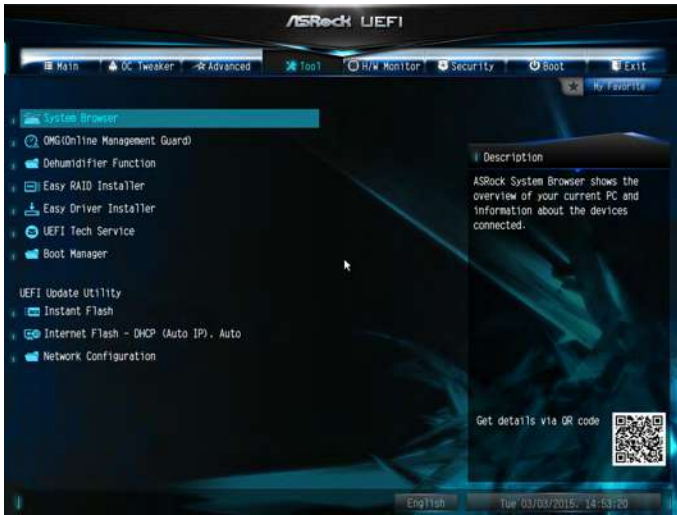 ASRock UEFI
Main OC Tweaker Advanced Tool H/W Monitor Security Boot Exit
My Favorite
System Browser
OMG(Online Management Guard)
Dehumidifier Function
Easy RAID Installer
Easy Driver Installer
UEFI Tech Service
Boot Manager
UEFI Update Utility
Instant Flash
Internet Flash - DHCP (Auto IP), Auto
Network Configuration
Description
ASRock System Browser shows the
overview of your current PC and
information about the devices
connected.
Get details via QR code
English
Tue 03/03/2015, 14:53:20